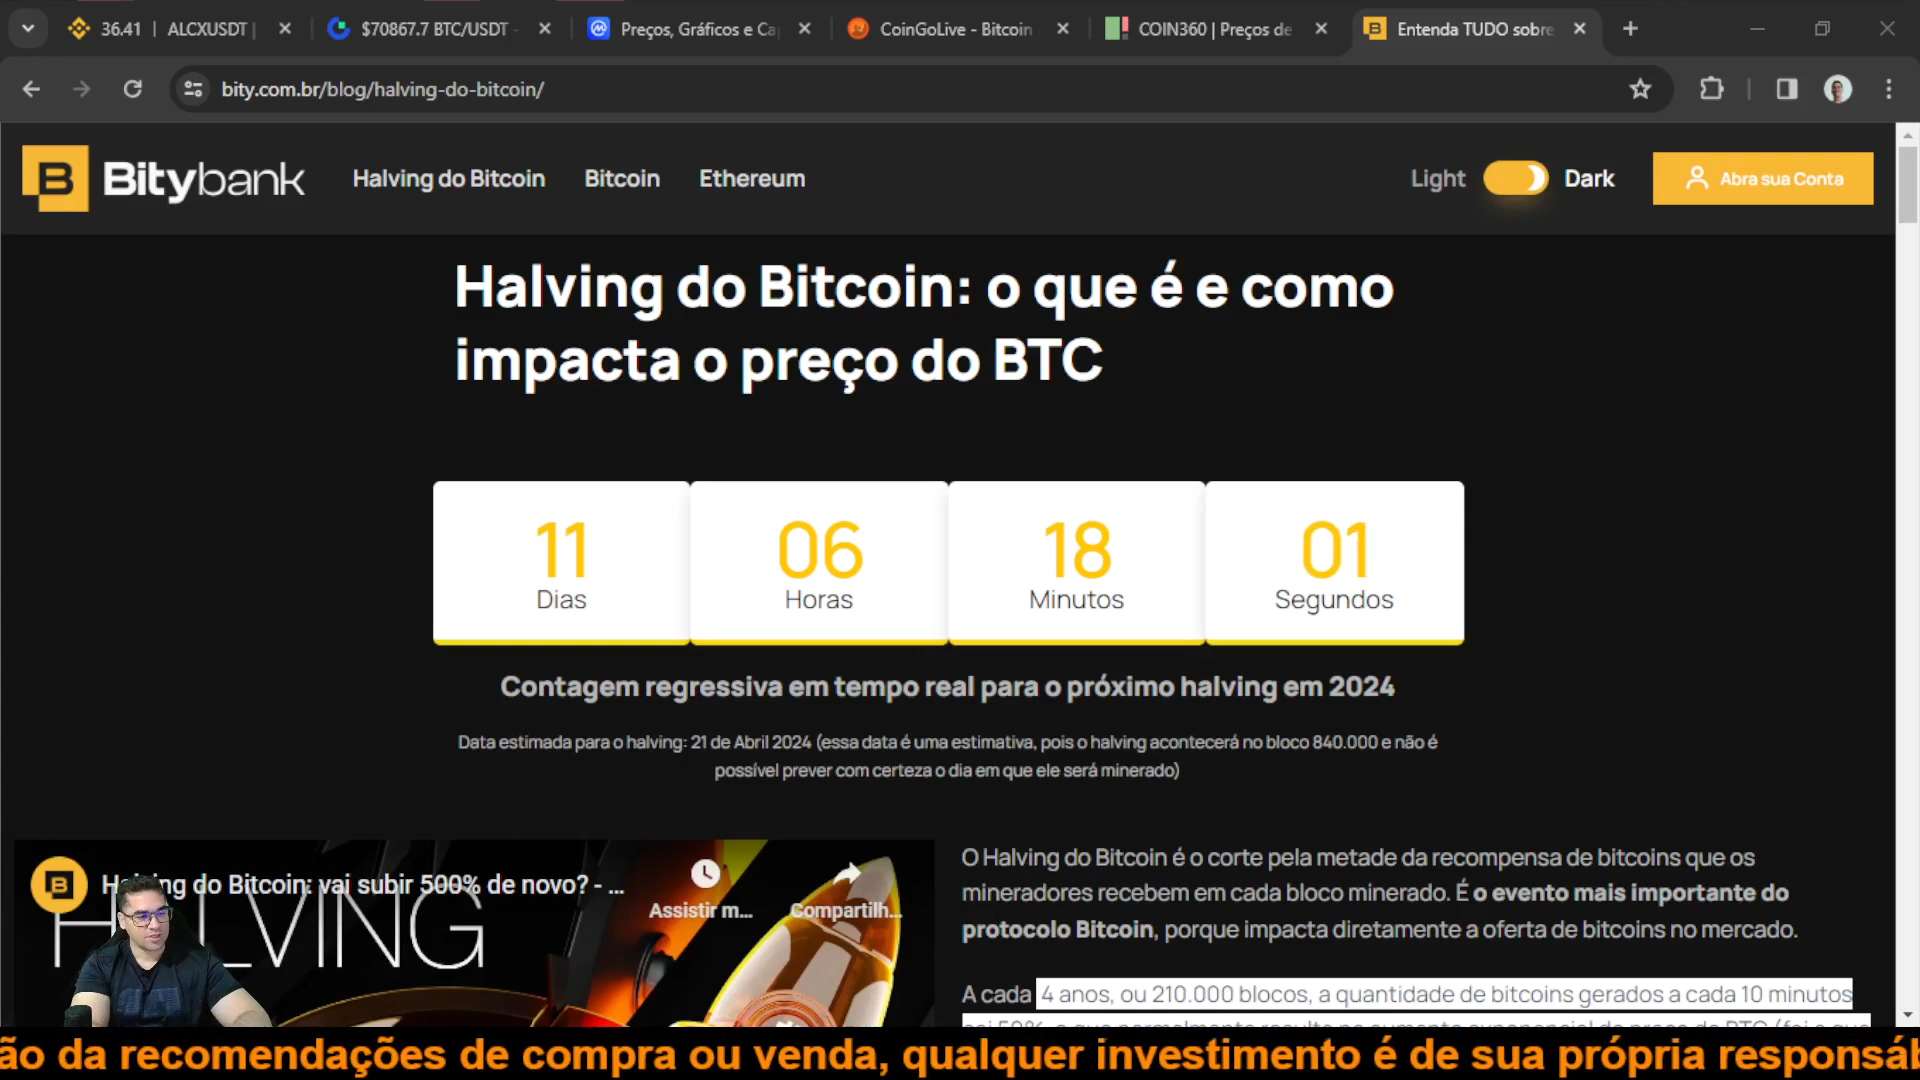 36.41 | ALCXUSDT |
$70867.7 BTC/USDT -
Preços, Gráficos e Ca
CoinGoLive - Bitcoin
COIN360 | Preços de
Entenda TUDO sobre
bity.com.br/blog/halving-do-bitcoin/
B Bitybank
Halving do Bitcoin
Bitcoin
Ethereum
Light
Dark
Abra sua Conta
Halving do Bitcoin: o que é e como
impacta o preço do BTC
11
06
18
01
Dias
Horas
Minutos
Segundos
Contagem regressiva em tempo real para o próximo halving em 2024
Data estimada para o halving: 21 de Abril 2024 (essa data é uma estimativa, pois o halving acontecerá no bloco 840.000 e não é
possível prever com certeza o dia em que ele será minerado)
Halving do Bitcoin: vai subir 500% de novo? - ...
Assistir m...
Compartilh...
HALVING
O Halving do Bitcoin é o corte pela metade da recompensa de bitcoins que os
mineradores recebem em cada bloco minerado. É o evento mais importante do
protocolo Bitcoin, porque impacta diretamente a oferta de bitcoins no mercado.
A cada 4 anos, ou 210.000 blocos, a quantidade de bitcoins gerados a cada 10 minutos
ão da recomendações de compra ou venda, qualquer investimento é de sua própria responsáb